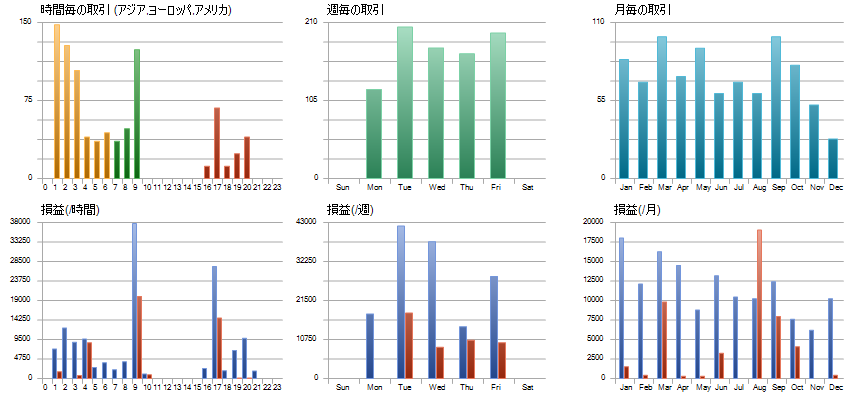 時間毎の取引 (アジア,ヨーロッパ,アメリカ)
150
75
0
0 1 2 3 4 5 6 7 8 9 10 11 12 13 14 15 16 17 18 19 20 21 22 23
週毎の取引
210
105
0
Sun Mon Tue Wed Thu Fri Sat
月毎の取引
110
55
0
Jan Feb Mar Apr May Jun Jul Aug Sep Oct Nov Dec
損益(/時間)
38000
33250
28500
23750
19000
14250
9500
4750
0
0 1 2 3 4 5 6 7 8 9 10 11 12 13 14 15 16 17 18 19 20 21 22 23
損益(/週)
43000
32250
21500
10750
0
Sun Mon Tue Wed Thu Fri Sat
損益(/月)
20000
17500
15000
12500
10000
7500
5000
2500
0
Jan Feb Mar Apr May Jun Jul Aug Sep Oct Nov Dec